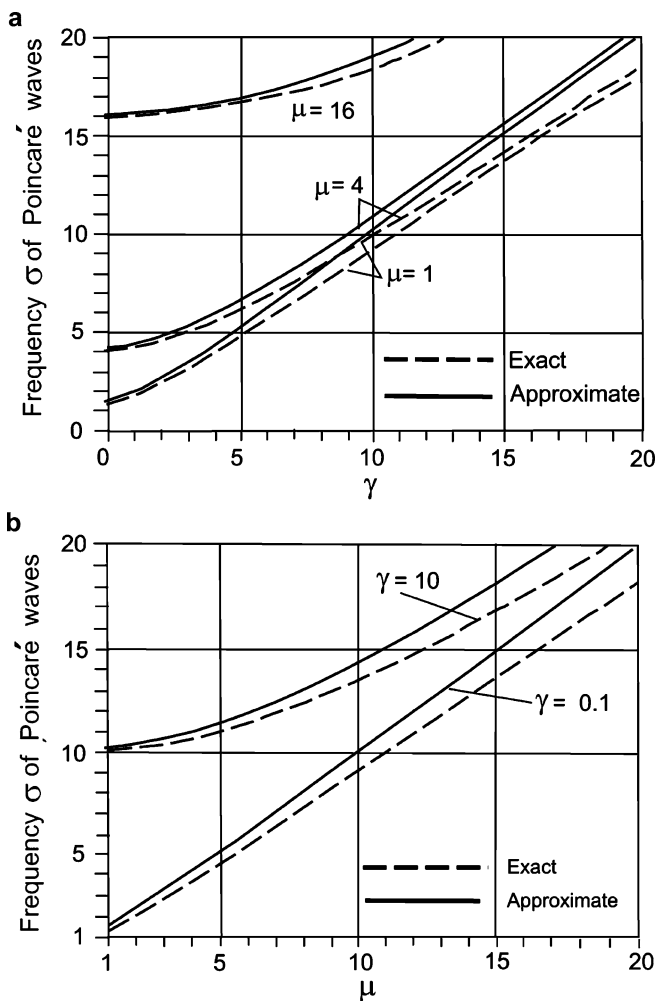 a
Frequency σ of Poincaré waves
20
15
10
5
0
μ = 16
μ = 4
μ = 1
Exact
Approximate
0 5 10 15 20
γ
b
Frequency σ of Poincaré waves
20
15
10
5
1
γ = 10
γ = 0.1
Exact
Approximate
1 5 10 15 20
μ